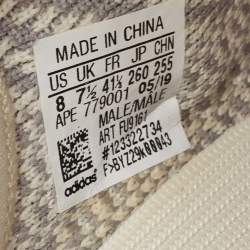 MADE IN CHINA
US UK FR JP CHN
8 7½ 41⅓ 260 255
APE 779001 05/19
MALE/MALE
ART FU9161
#123322734
F>BYZ29K00043
adidas